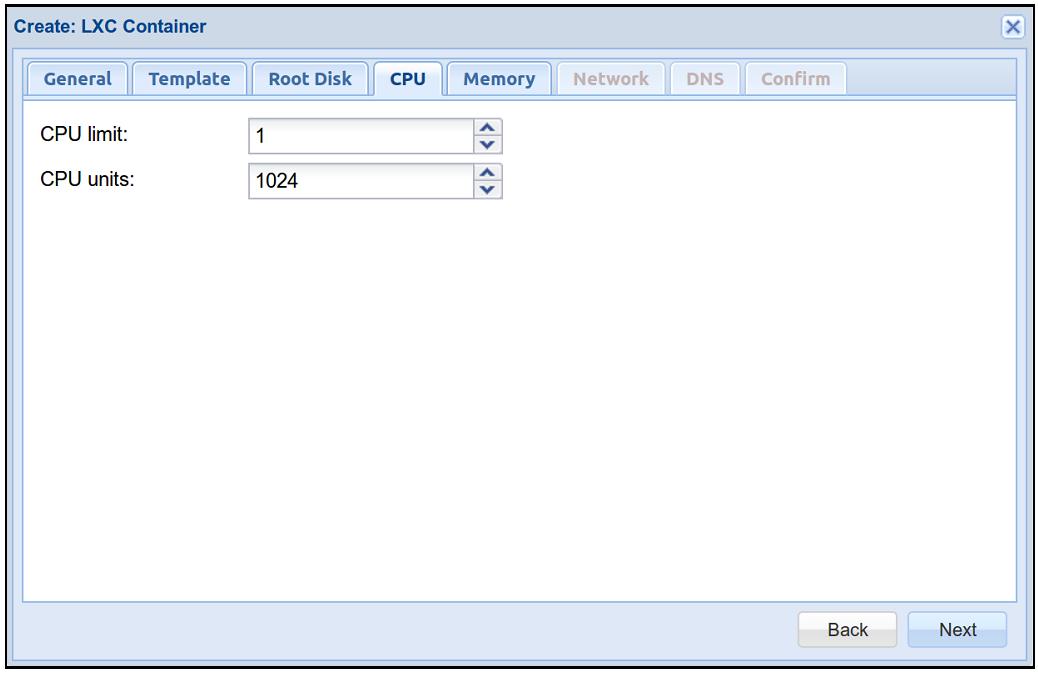 Create: LXC Container
General Template Root Disk CPU Memory Network DNS Confirm
CPU limit: 1
CPU units: 1024
Back Next